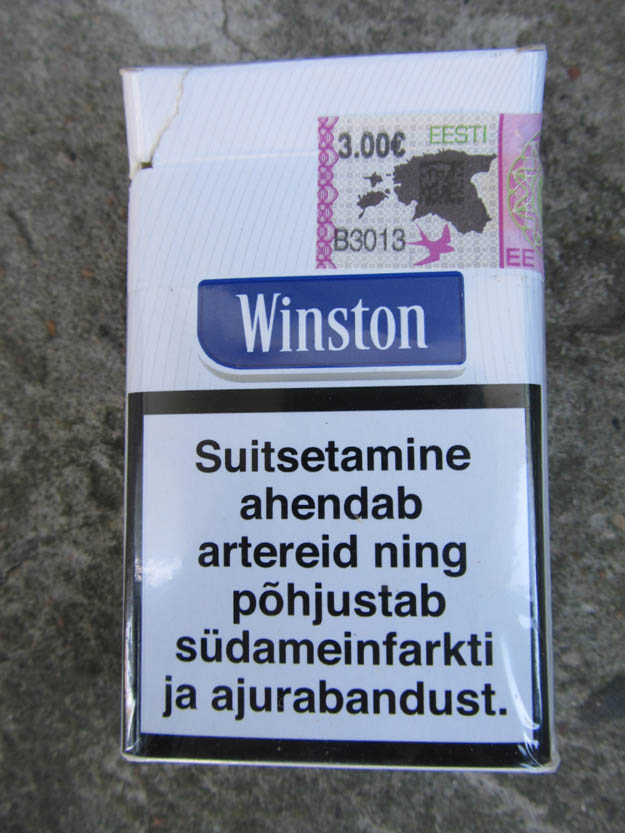 3.00€ EESTI
B3013
EE
Winston
Suitsetamine
ahendab
artereid ning
põhjustab
südameinfarkti
ja ajurabandust.